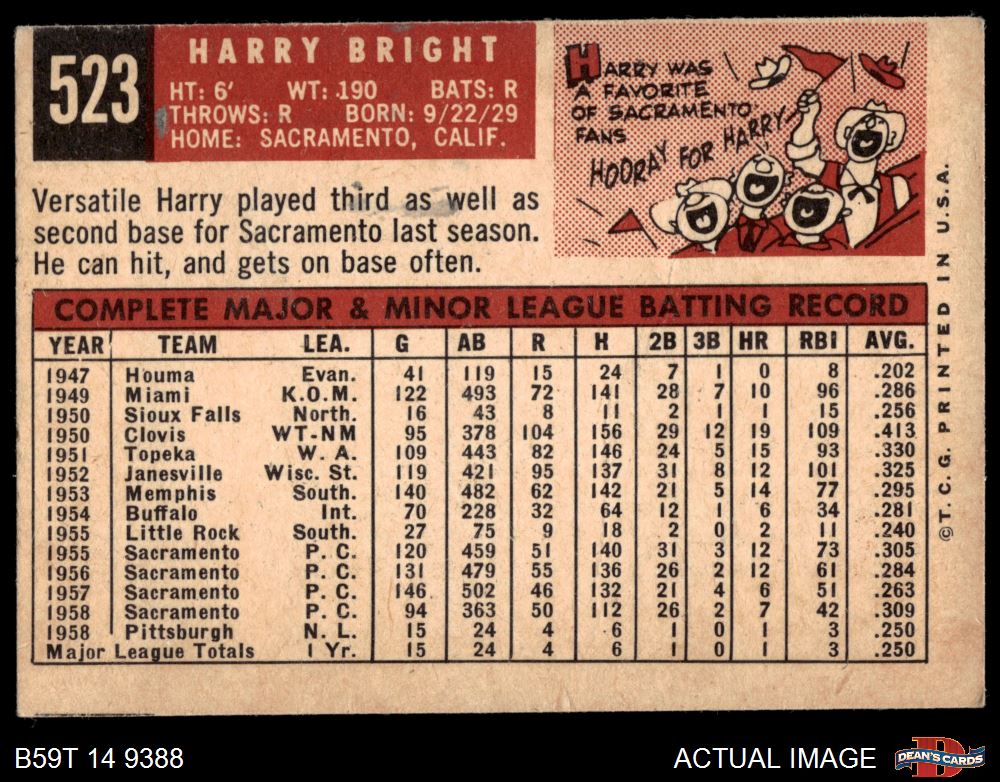 523
HARRY BRIGHT
HT: 6' WT: 190 BATS: R
THROWS: R BORN: 9/22/29
HOME: SACRAMENTO, CALIF.
HARRY WAS
A FAVORITE
OF SACRAMENTO
FANS
HOORAY FOR HARRY
Versatile Harry played third as well as
second base for Sacramento last season.
He can hit, and gets on base often.
COMPLETE MAJOR & MINOR LEAGUE BATTING RECORD
YEAR TEAM LEA. G AB R H 2B 3B HR RBI AVG.
1947 Houma Evan. 41 119 15 24 7 1 0 8 .202
1949 Miami K.O.M. 122 493 72 141 28 7 10 96 .286
1950 Sioux Falls North. 16 43 8 11 2 1 1 15 .256
1950 Clovis WT-NM 95 378 104 156 29 12 19 109 .413
1951 Topeka W. A. 109 443 82 146 24 5 15 93 .330
1952 Janesville Wisc. St. 119 421 95 137 31 8 12 101 .325
1953 Memphis South. 140 482 62 142 21 5 14 77 .295
1954 Buffalo Int. 70 228 32 64 12 1 6 34 .281
1955 Little Rock South. 27 75 9 18 2 0 2 11 .240
1955 Sacramento P. C. 120 459 51 140 31 3 12 73 .305
1956 Sacramento P. C. 131 479 55 136 26 2 12 61 .284
1957 Sacramento P. C. 146 502 46 132 21 4 6 51 .263
1958 Sacramento P. C. 94 363 50 112 26 2 7 42 .309
1958 Pittsburgh N. L. 15 24 4 6 1 0 1 3 .250
Major League Totals 1 Yr. 15 24 4 6 1 0 1 3 .250
©T. C. G. PRINTED IN U.S.A.
B59T 14 9388
ACTUAL IMAGE
D
DEAN'S CARDS